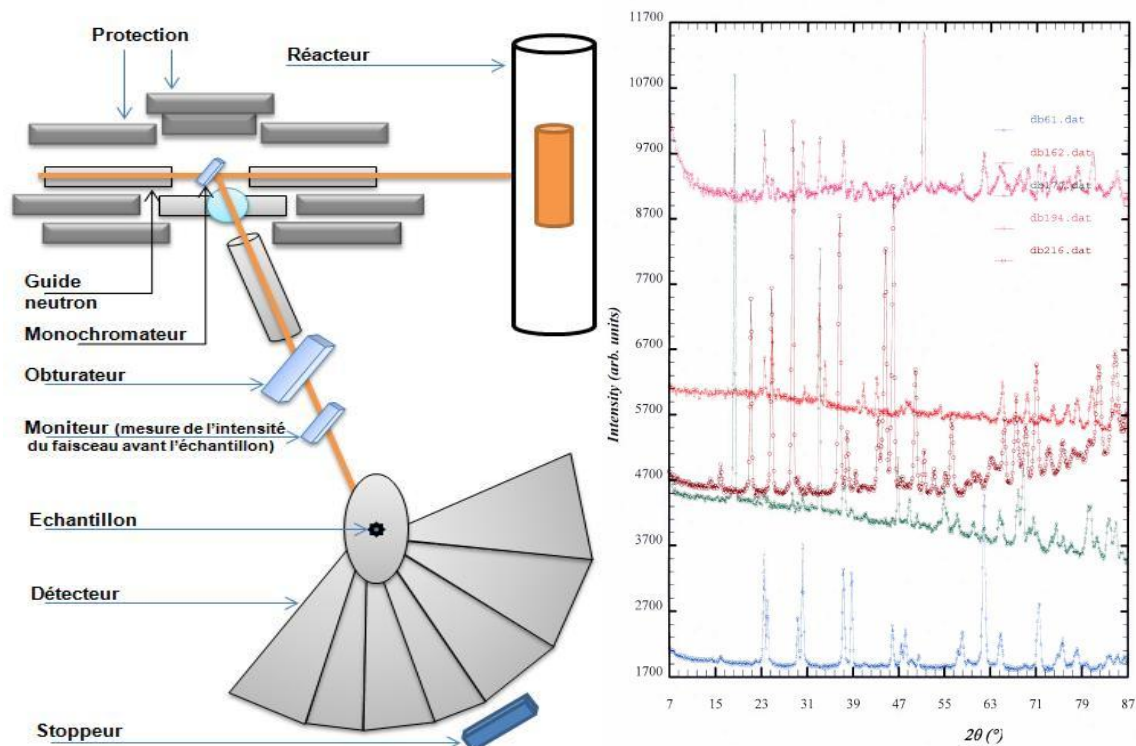 Protection
Réacteur
Guide
neutron
Monochromateur
Obturateur
Moniteur (mesure de l'intensité
du faisceau avant l'échantillon)
Echantillon
Détecteur
Stoppeur
11700
10700
9700
8700
7700
6700
5700
4700
3700
2700
1700
Intensity (arb. units)
db61.dat
db162.dat
db177.dat
db194.dat
db216.dat
7 15 23 31 39 47 55 63 71 79 87
2θ (°)